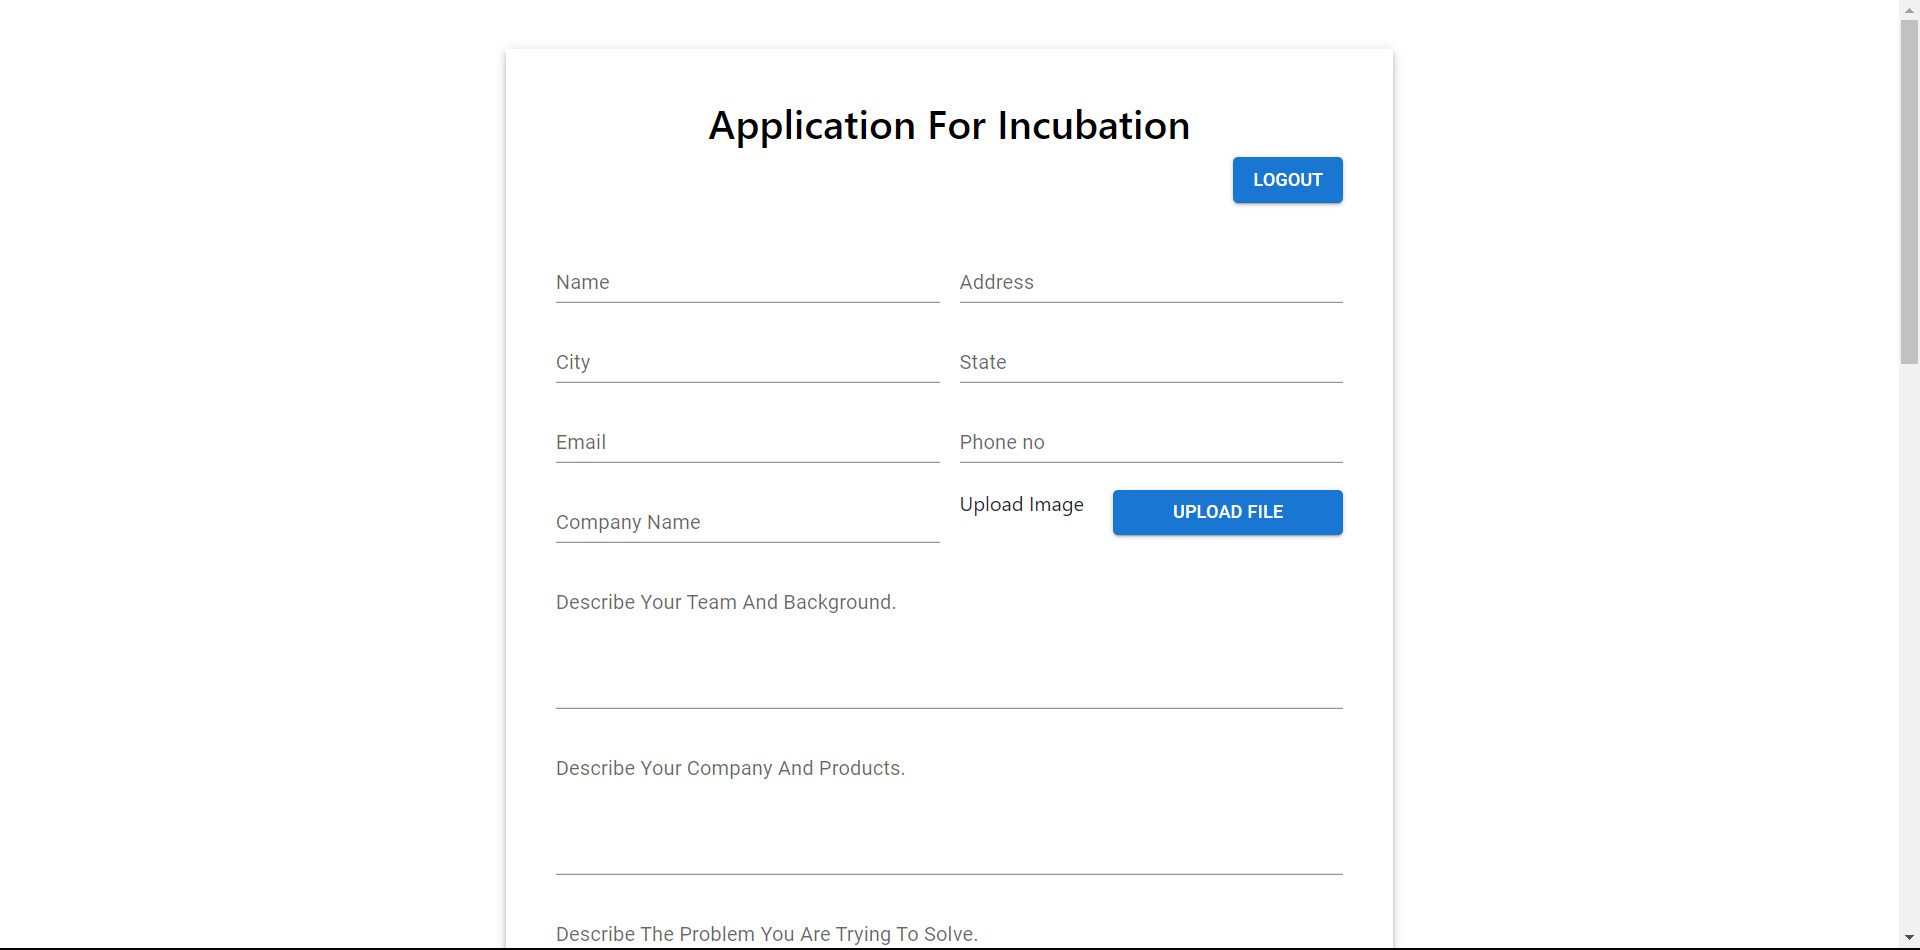 Application For Incubation
LOGOUT
Name
Address
City
State
Email
Phone no
Company Name
Upload Image
UPLOAD FILE
Describe Your Team And Background.
Describe Your Company And Products.
Describe The Problem You Are Trying To Solve.